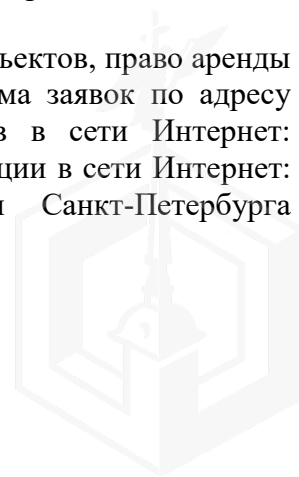 ъектов, право аренды
ма заявок по адресу
в в сети Интернет:
ции в сети Интернет:
Санкт-Петербурга